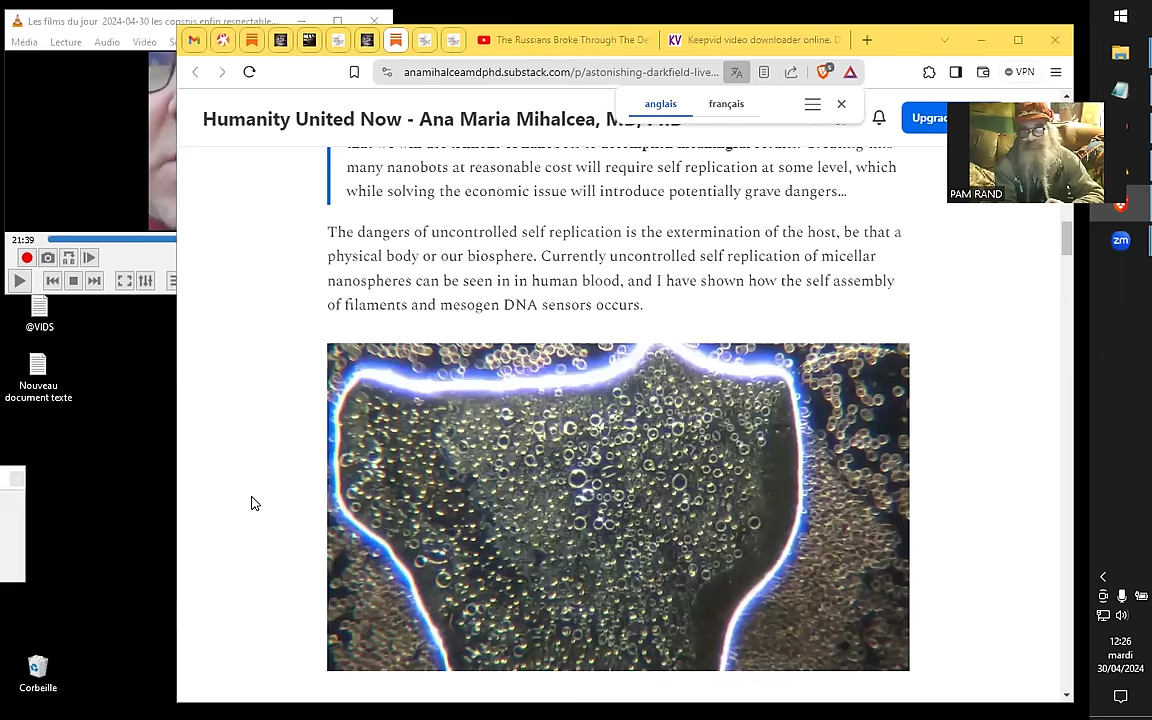 Les films du jour 2024-04-30 les conspis enfin respectable...
Média Lecture Audio Vidéo
The Russians Broke Through The De
Keepvid video downloader online. D
anamihalceamdphd.substack.com/p/astonishing-darkfield-live...
5
VPN
anglais français
Humanity United Now - Ana Maria Mihalcea, MD, PhD
Upgrad
many nanobots at reasonable cost will require self replication at some level, which
while solving the economic issue will introduce potentially grave dangers...
PAM RAND
The dangers of uncontrolled self replication is the extermination of the host, be that a
physical body or our biosphere. Currently uncontrolled self replication of micellar
nanospheres can be seen in in human blood, and I have shown how the self assembly
of filaments and mesogen DNA sensors occurs.
21:39
@VIDS
Nouveau
document texte
Corbeille
zm
12:26
mardi
30/04/2024